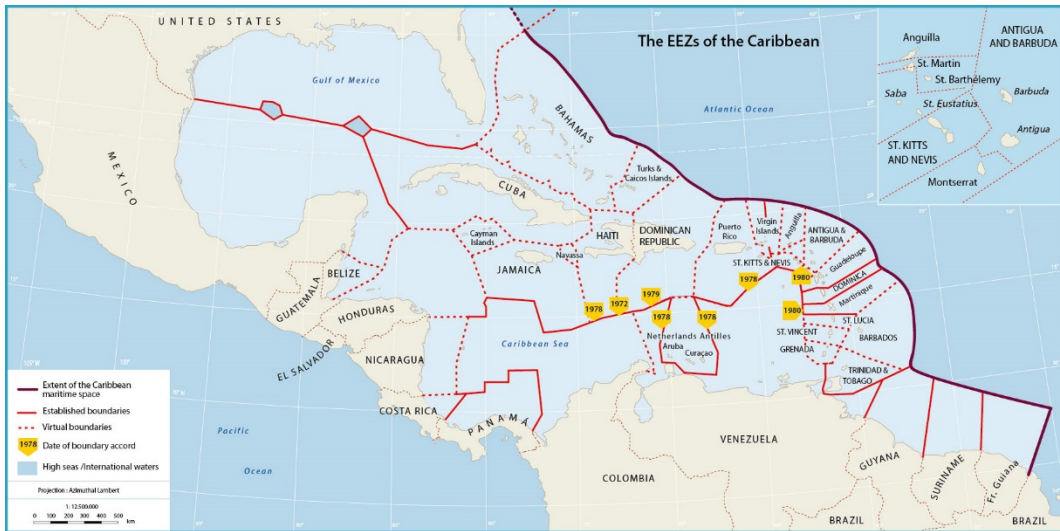 The EEZs of the Caribbean
UNITED STATES
Gulf of Mexico
Atlantic Ocean
MEXICO
BAHAMAS
CUBA
Turks &
Caicos Islands
Cayman
Islands
HAITI
DOMINICAN
REPUBLIC
Navassa
JAMAICA
Puerto
Rico
Virgin
Islands
Anguilla
ANTIGUA &
BARBUDA
ST. KITTS & NEVIS
Guadeloupe
DOMINICA
Martinique
ST. LUCIA
ST. VINCENT
BARBADOS
GRENADA
TRINIDAD &
TOBAGO
BELIZE
GUATEMALA
HONDURAS
EL SALVADOR
NICARAGUA
COSTA RICA
PANAMÁ
Caribbean Sea
Netherlands Antilles
Aruba
Curaçao
1978
1972
1979
1978
1978
1978
1980
1980
COLOMBIA
VENEZUELA
GUYANA
SURINAME
Fr. Guiana
BRAZIL
BRAZIL
Pacific
Ocean
Anguilla
St. Martin
St. Barthélemy
Saba
St. Eustatius
ANTIGUA
AND BARBUDA
Barbuda
Antigua
ST. KITTS
AND NEVIS
Montserrat
Extent of the Caribbean
maritime space
Established boundaries
Virtual boundaries
1978 Date of boundary accord
High seas /International waters
Projection : Azimuthal Lambert
1:12.500.000
0 100 200 300 400 500
km